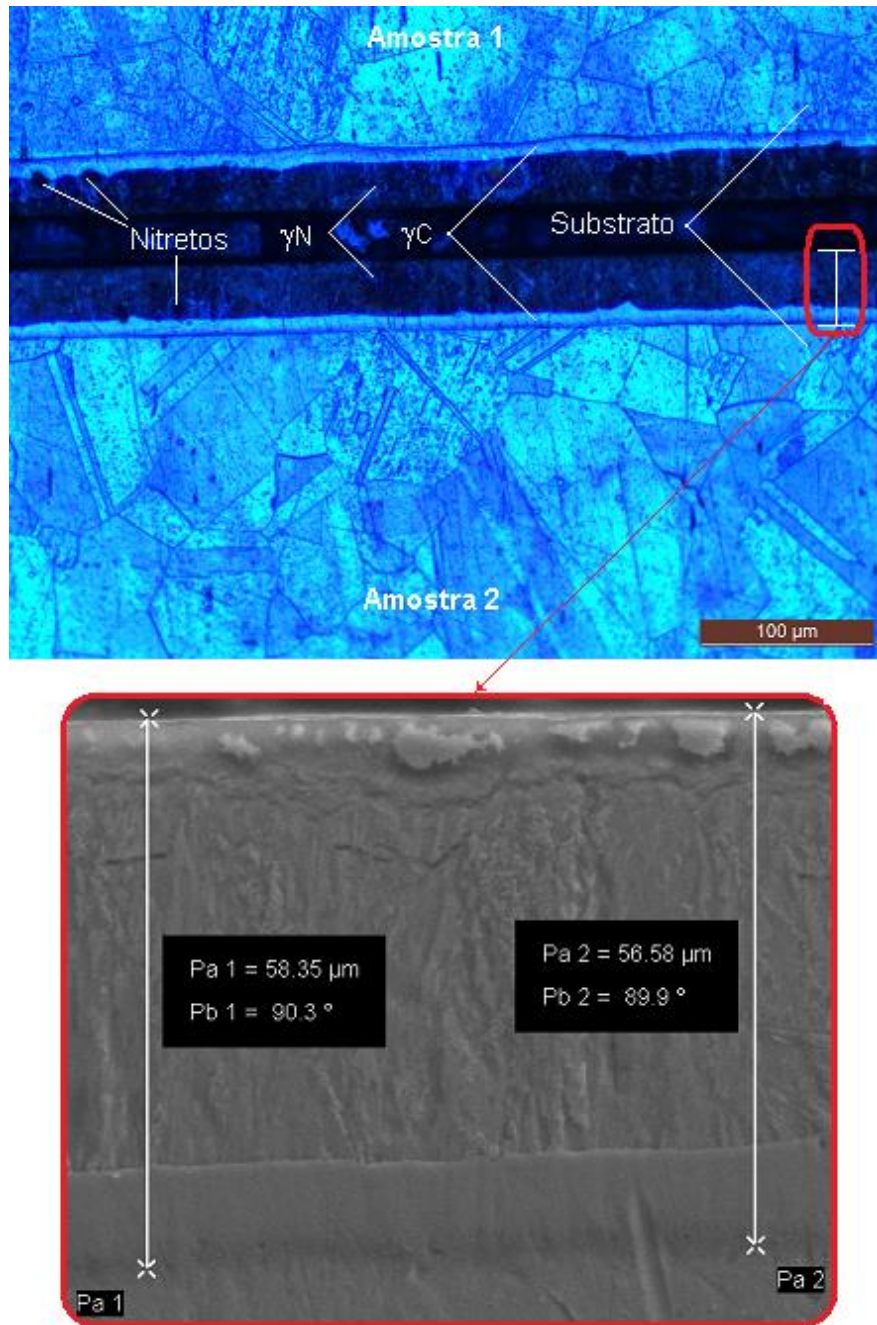 Amostra 1
Nitretos
γN
γC
Substrato
Amostra 2
100 µm
Pa 1 = 58.35 µm
Pb 1 = 90.3 °
Pa 2 = 56.58 µm
Pb 2 = 89.9 °
Pa 1
Pa 2